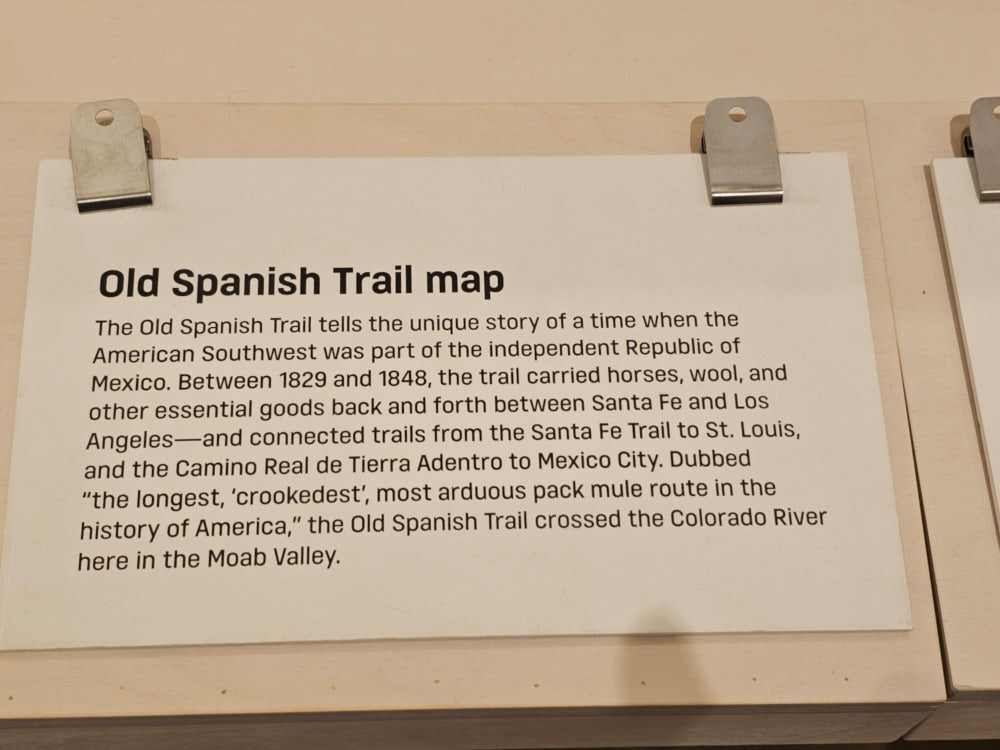 Old Spanish Trail map
The Old Spanish Trail tells the unique story of a time when the
American Southwest was part of the independent Republic of
Mexico. Between 1829 and 1848, the trail carried horses, wool, and
other essential goods back and forth between Santa Fe and Los
Angeles—and connected trails from the Santa Fe Trail to St. Louis,
and the Camino Real de Tierra Adentro to Mexico City. Dubbed
“the longest, ‘crookedest’, most arduous pack mule route in the
history of America,” the Old Spanish Trail crossed the Colorado River
here in the Moab Valley.